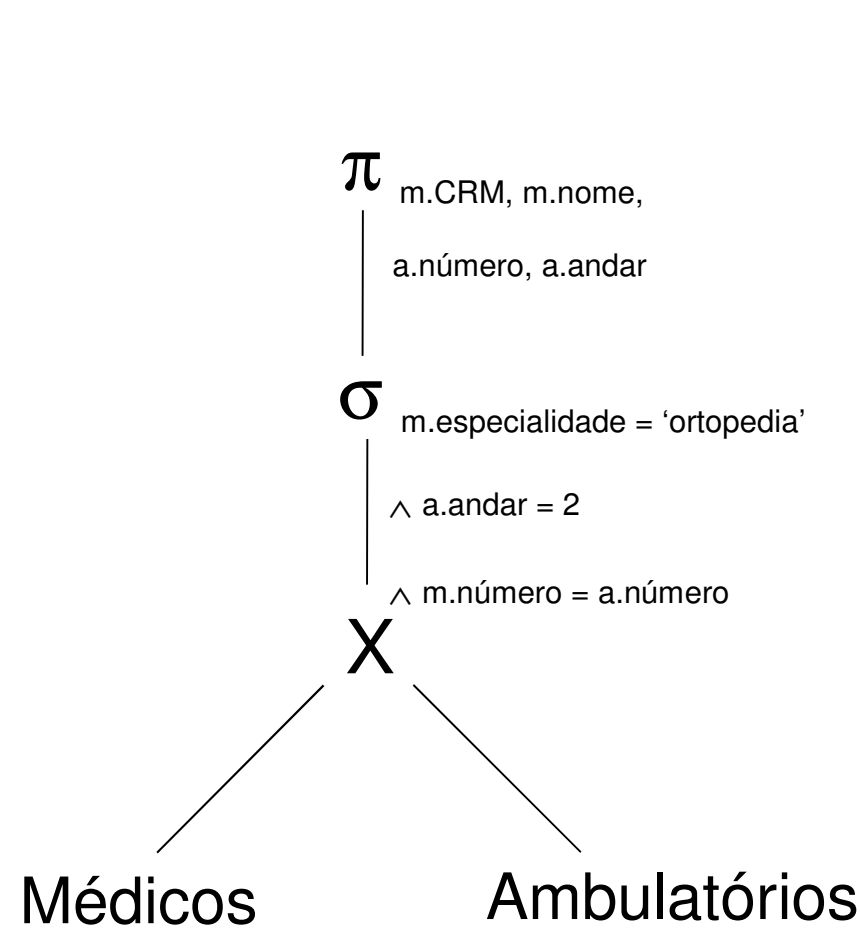 π m.CRM, m.nome,
a.número, a.andar
σ m.especialidade = ‘ortopedia’
∧ a.andar = 2
∧ m.número = a.número
X
Médicos Ambulatórios